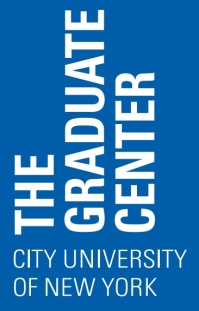 THE
GRADUATE
CENTER
CITY UNIVERSITY
OF NEW YORK